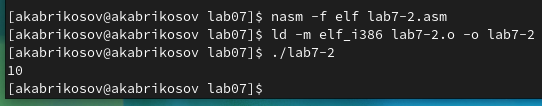 [akabrikosov@akabrikosov lab07]$ nasm -f elf lab7-2.asm
[akabrikosov@akabrikosov lab07]$ ld -m elf_i386 lab7-2.o -o lab7-2
[akabrikosov@akabrikosov lab07]$ ./lab7-2
10
[akabrikosov@akabrikosov lab07]$